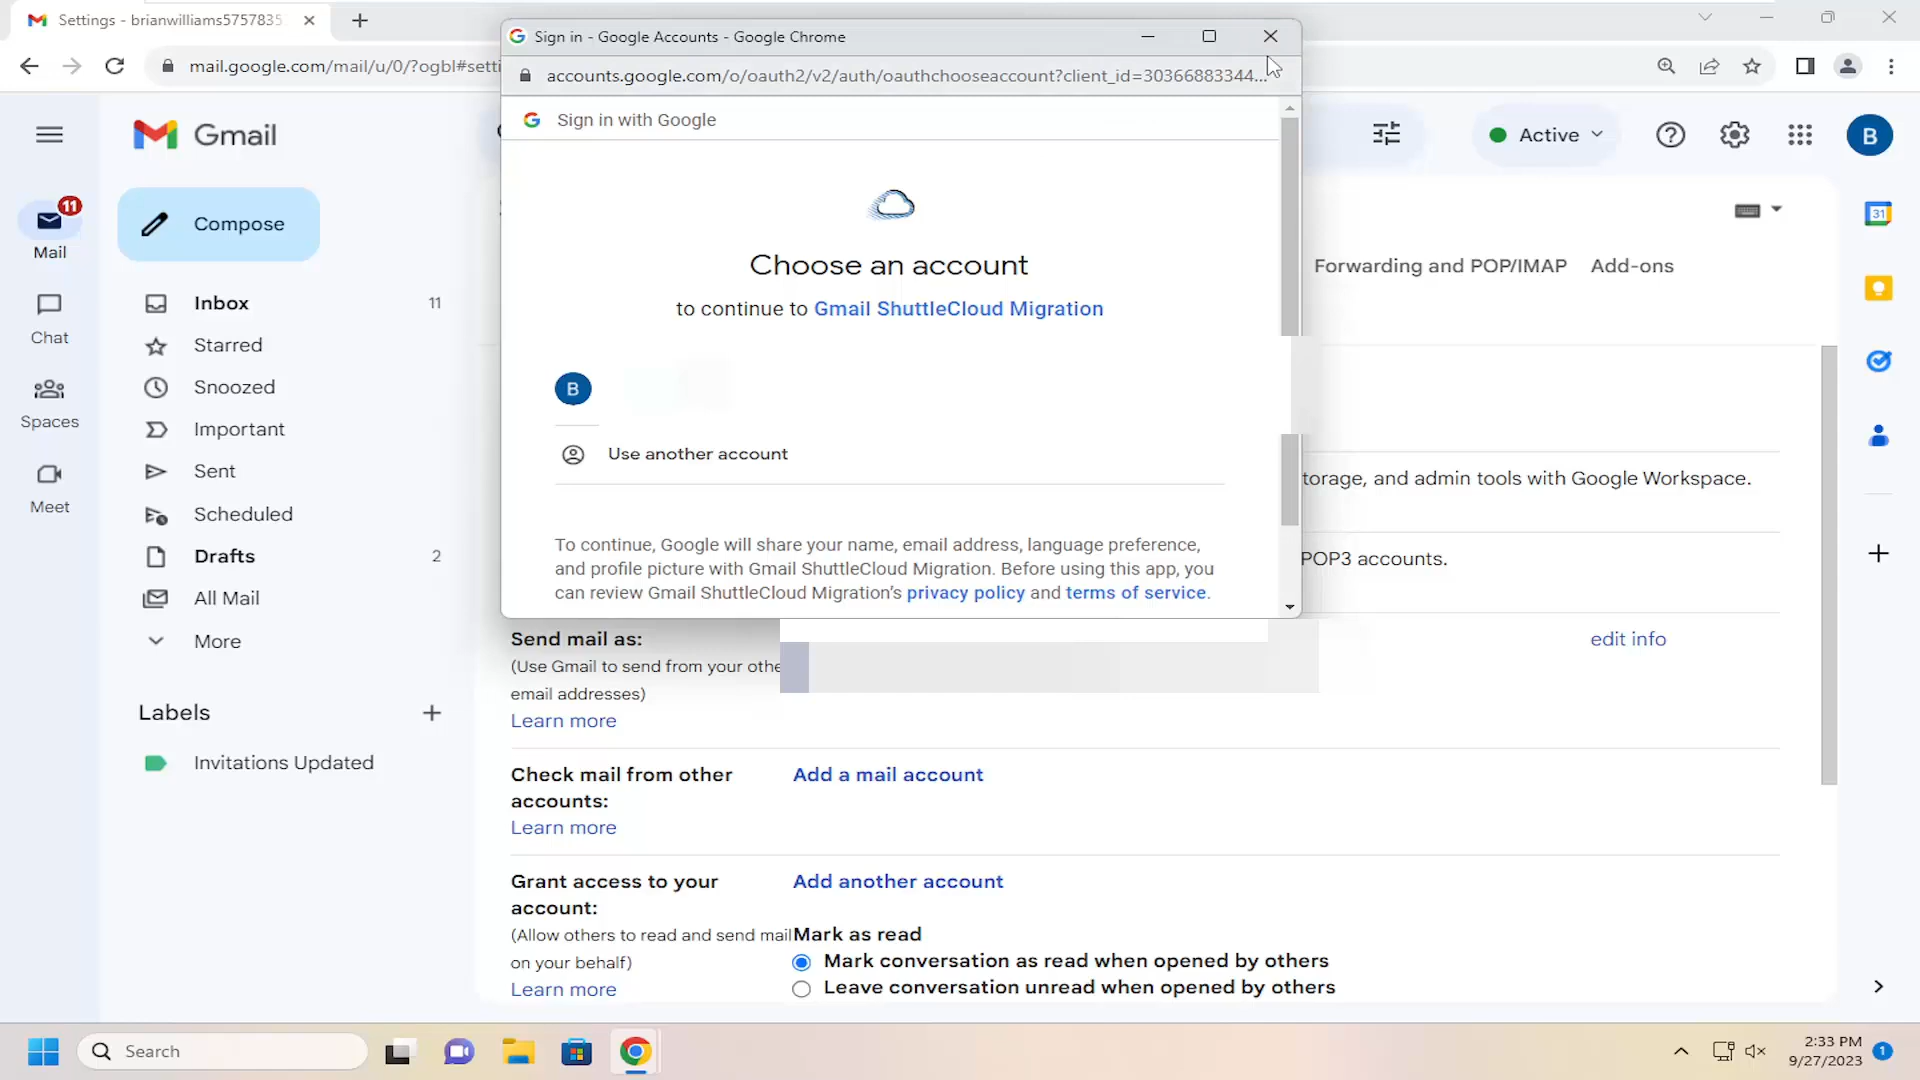 Settings - brianwilliams5757835
Sign in - Google Accounts - Google Chrome
mail.google.com/mail/u/0/?ogbl#setti
accounts.google.com/o/oauth2/v2/auth/oauthchooseaccount?client_id=30366883344...
Sign in with Google
Gmail
Active
B
11
Mail
Compose
31
Choose an account
to continue to Gmail ShuttleCloud Migration
Forwarding and POP/IMAP
Add-ons
Inbox
11
Chat
Starred
Snoozed
B
Spaces
Important
Use another account
Sent
torage, and admin tools with Google Workspace.
Meet
Scheduled
To continue, Google will share your name, email address, language preference,
and profile picture with Gmail ShuttleCloud Migration. Before using this app, you
can review Gmail ShuttleCloud Migration's privacy policy and terms of service.
POP3 accounts.
Drafts
2
All Mail
More
Send mail as:
(Use Gmail to send from your othe
email addresses)
Learn more
edit info
Labels
Invitations Updated
Check mail from other
accounts:
Learn more
Add a mail account
Grant access to your
account:
(Allow others to read and send mail
on your behalf)
Learn more
Add another account
Mark as read
Mark conversation as read when opened by others
Leave conversation unread when opened by others
Search
2:33 PM
9/27/2023
1